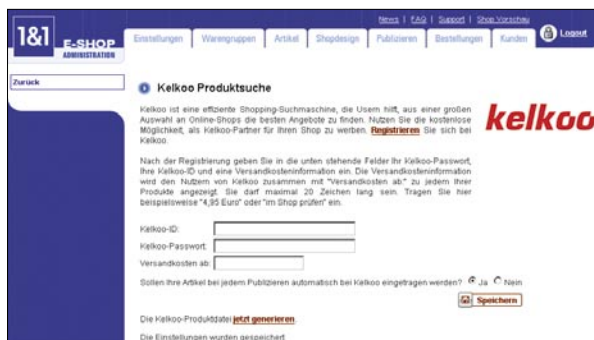 News | FAQ | Support | Shop Vorschau
1&1
E-SHOP
ADMINISTRATION
Einstellungen Warengruppen Artikel Shopdesign Publizieren Bestellungen Kunden Logout
Zurück
Kelkoo Produktsuche
Kelkoo ist eine effiziente Shopping-Suchmaschine, die Usern hilft, aus einer großen
Auswahl an Online-Shops die besten Angebote zu finden. Nutzen Sie die kostenlose
Möglichkeit, als Kelkoo-Partner für Ihren Shop zu werben. Registrieren Sie sich bei
Kelkoo.
kelkoo
Nach der Registrierung geben Sie in die unten stehende Felder Ihr Kelkoo-Passwort,
Ihre Kelkoo-ID und eine Versandkosteninformation ein. Die Versandkosteninformation
wird den Nutzern von Kelkoo zusammen mit "Versandkosten ab:" zu jedem Ihrer
Produkte angezeigt. Sie darf maximal 20 Zeichen lang sein. Tragen Sie hier
beispielsweise "4,95 Euro" oder "im Shop prüfen" ein.
Kelkoo-ID:
Kelkoo-Passwort:
Versandkosten ab:
Sollen Ihre Artikel bei jedem Publizieren automatisch bei Kelkoo eingetragen werden? Ja Nein
Speichern
Die Kelkoo-Produktdatei jetzt generieren.
Die Einstellungen wurden gespeichert